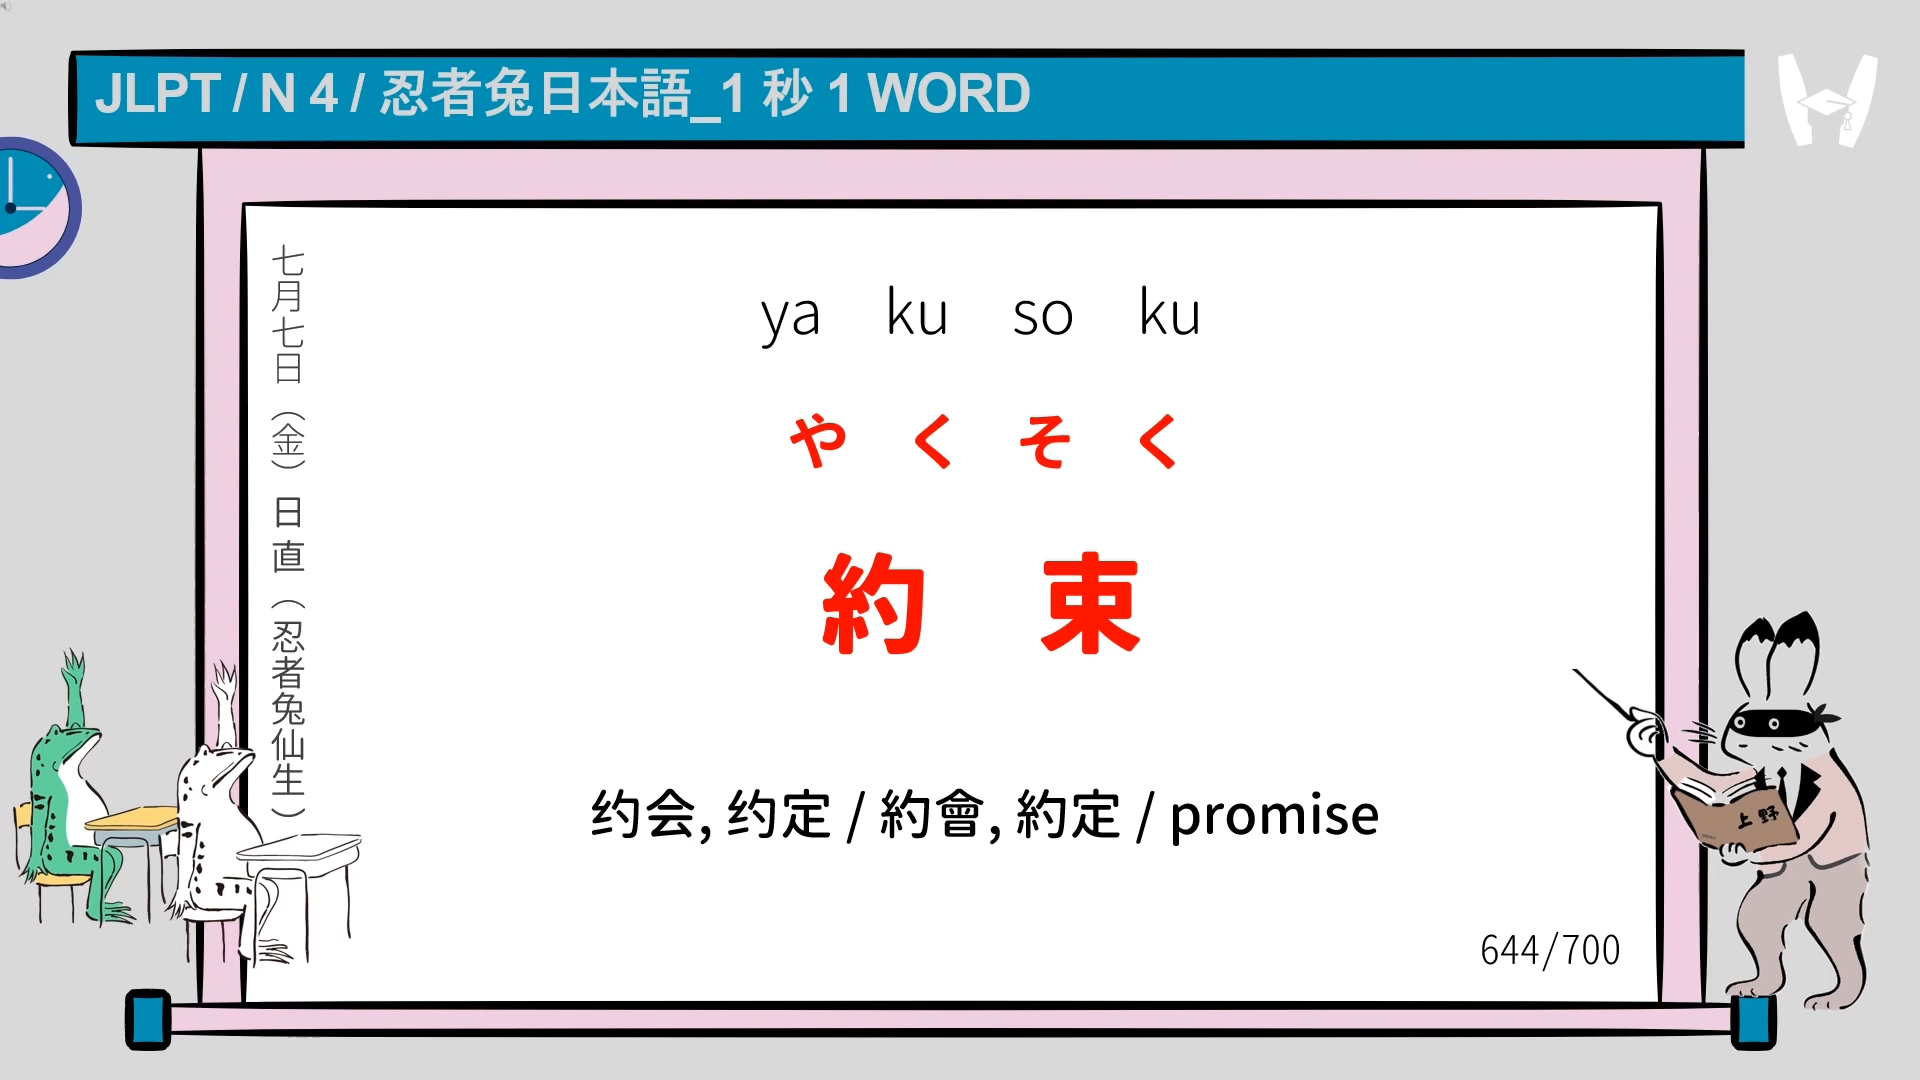 JLPT / N 4 / 忍者兔日本語_1 秒 1 WORD
七月七日（金）日直（忍者兔仙生）
ya ku so ku
やくそく
約束
约会, 约定 / 約會, 約定 / promise
上野
644/700